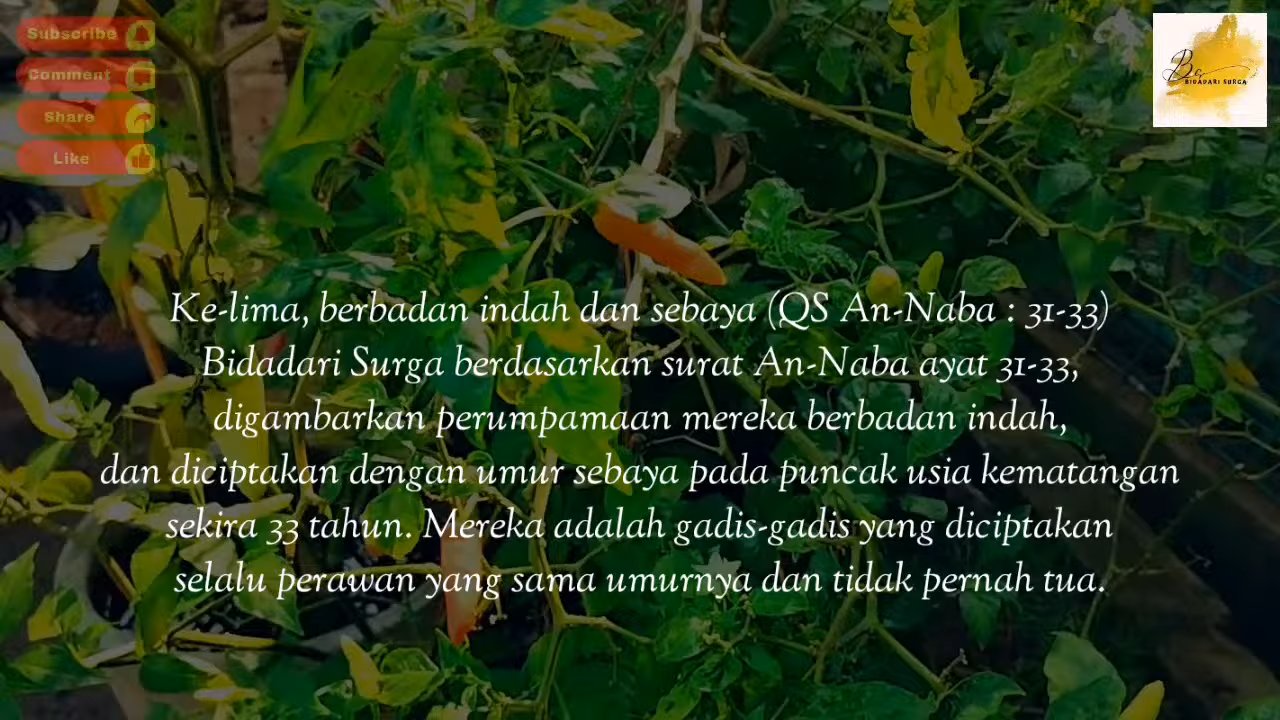 Subscribe
Comment
Share
Like
BIDADARI SURGA
Ke-lima, berbadan indah dan sebaya (QS An-Naba : 31-33)
Bidadari Surga berdasarkan surat An-Naba ayat 31-33,
digambarkan perumpamaan mereka berbadan indah,
dan diciptakan dengan umur sebaya pada puncak usia kematangan
sekira 33 tahun. Mereka adalah gadis-gadis yang diciptakan
selalu perawan yang sama umurnya dan tidak pernah tua.